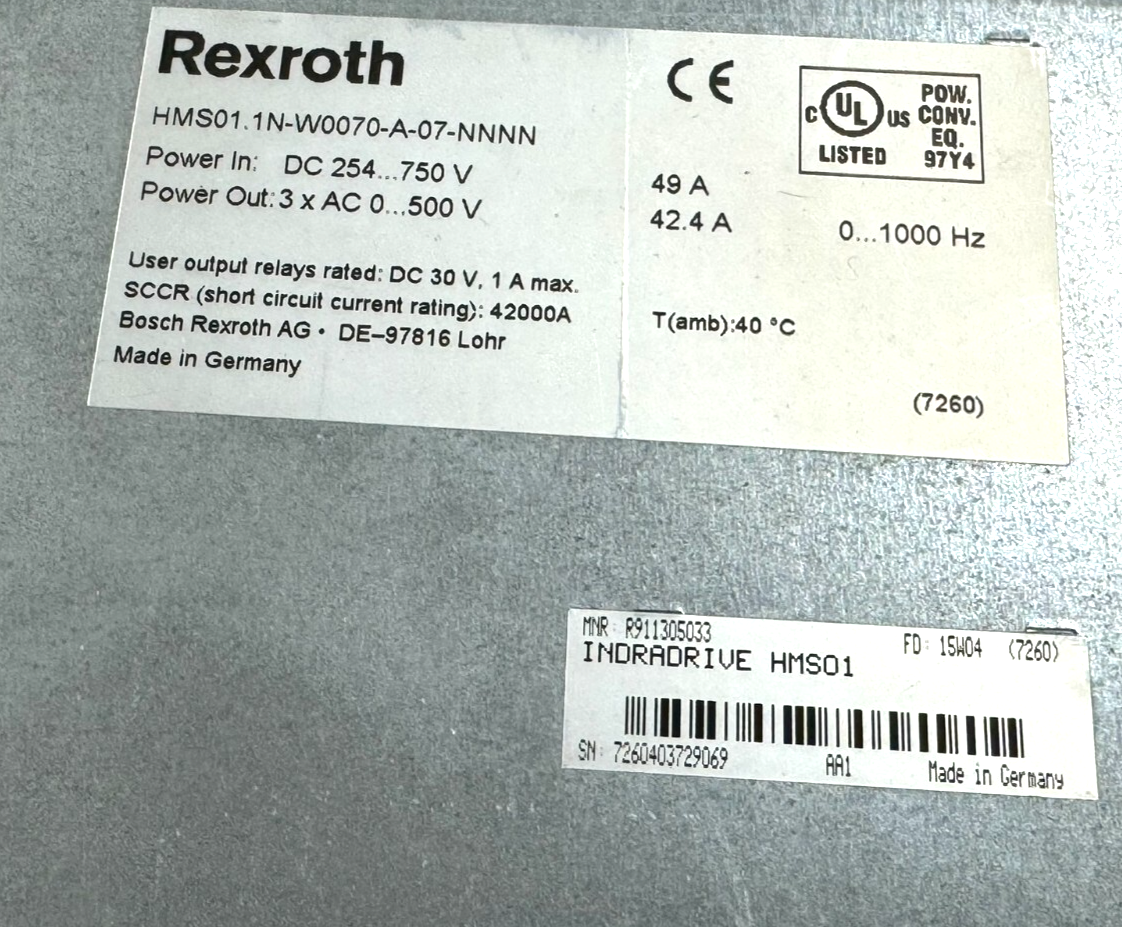 Rexroth
HMS01.1N-W0070-A-07-NNNN
Power In: DC 254...750 V 49 A
Power Out: 3 x AC 0...500 V 42.4 A 0...1000 Hz
User output relays rated: DC 30 V, 1 A max.
SCCR (short circuit current rating): 42000A
Bosch Rexroth AG • DE–97816 Lohr T(amb):40 °C
Made in Germany
(7260)
CE
C UL US
LISTED
POW.
CONV.
EQ.
97Y4
MNR: R911305033 FD: 15W04 (7260)
INDRADRIVE HMS01
SN: 7260403729069 AA1 Made in Germany